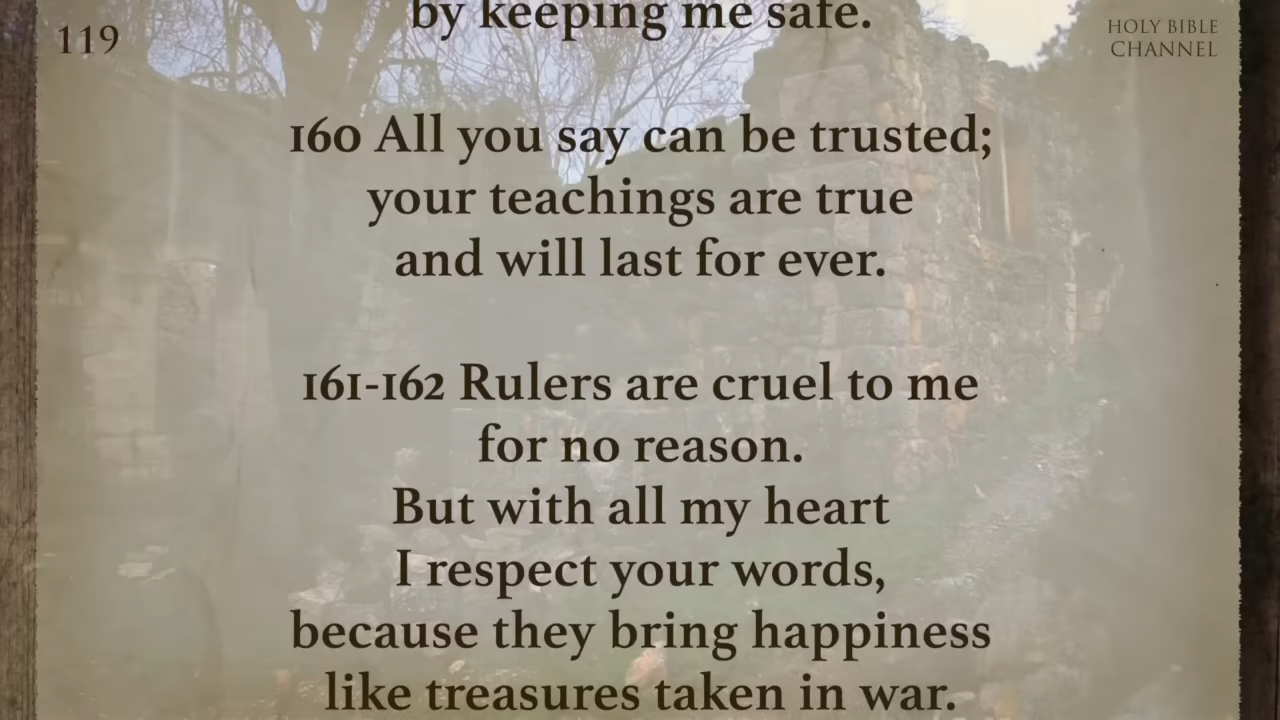 by keeping me safe.
119
HOLY BIBLE
CHANNEL
160 All you say can be trusted;
your teachings are true
and will last for ever.
161-162 Rulers are cruel to me
for no reason.
But with all my heart
I respect your words,
because they bring happiness
like treasures taken in war.